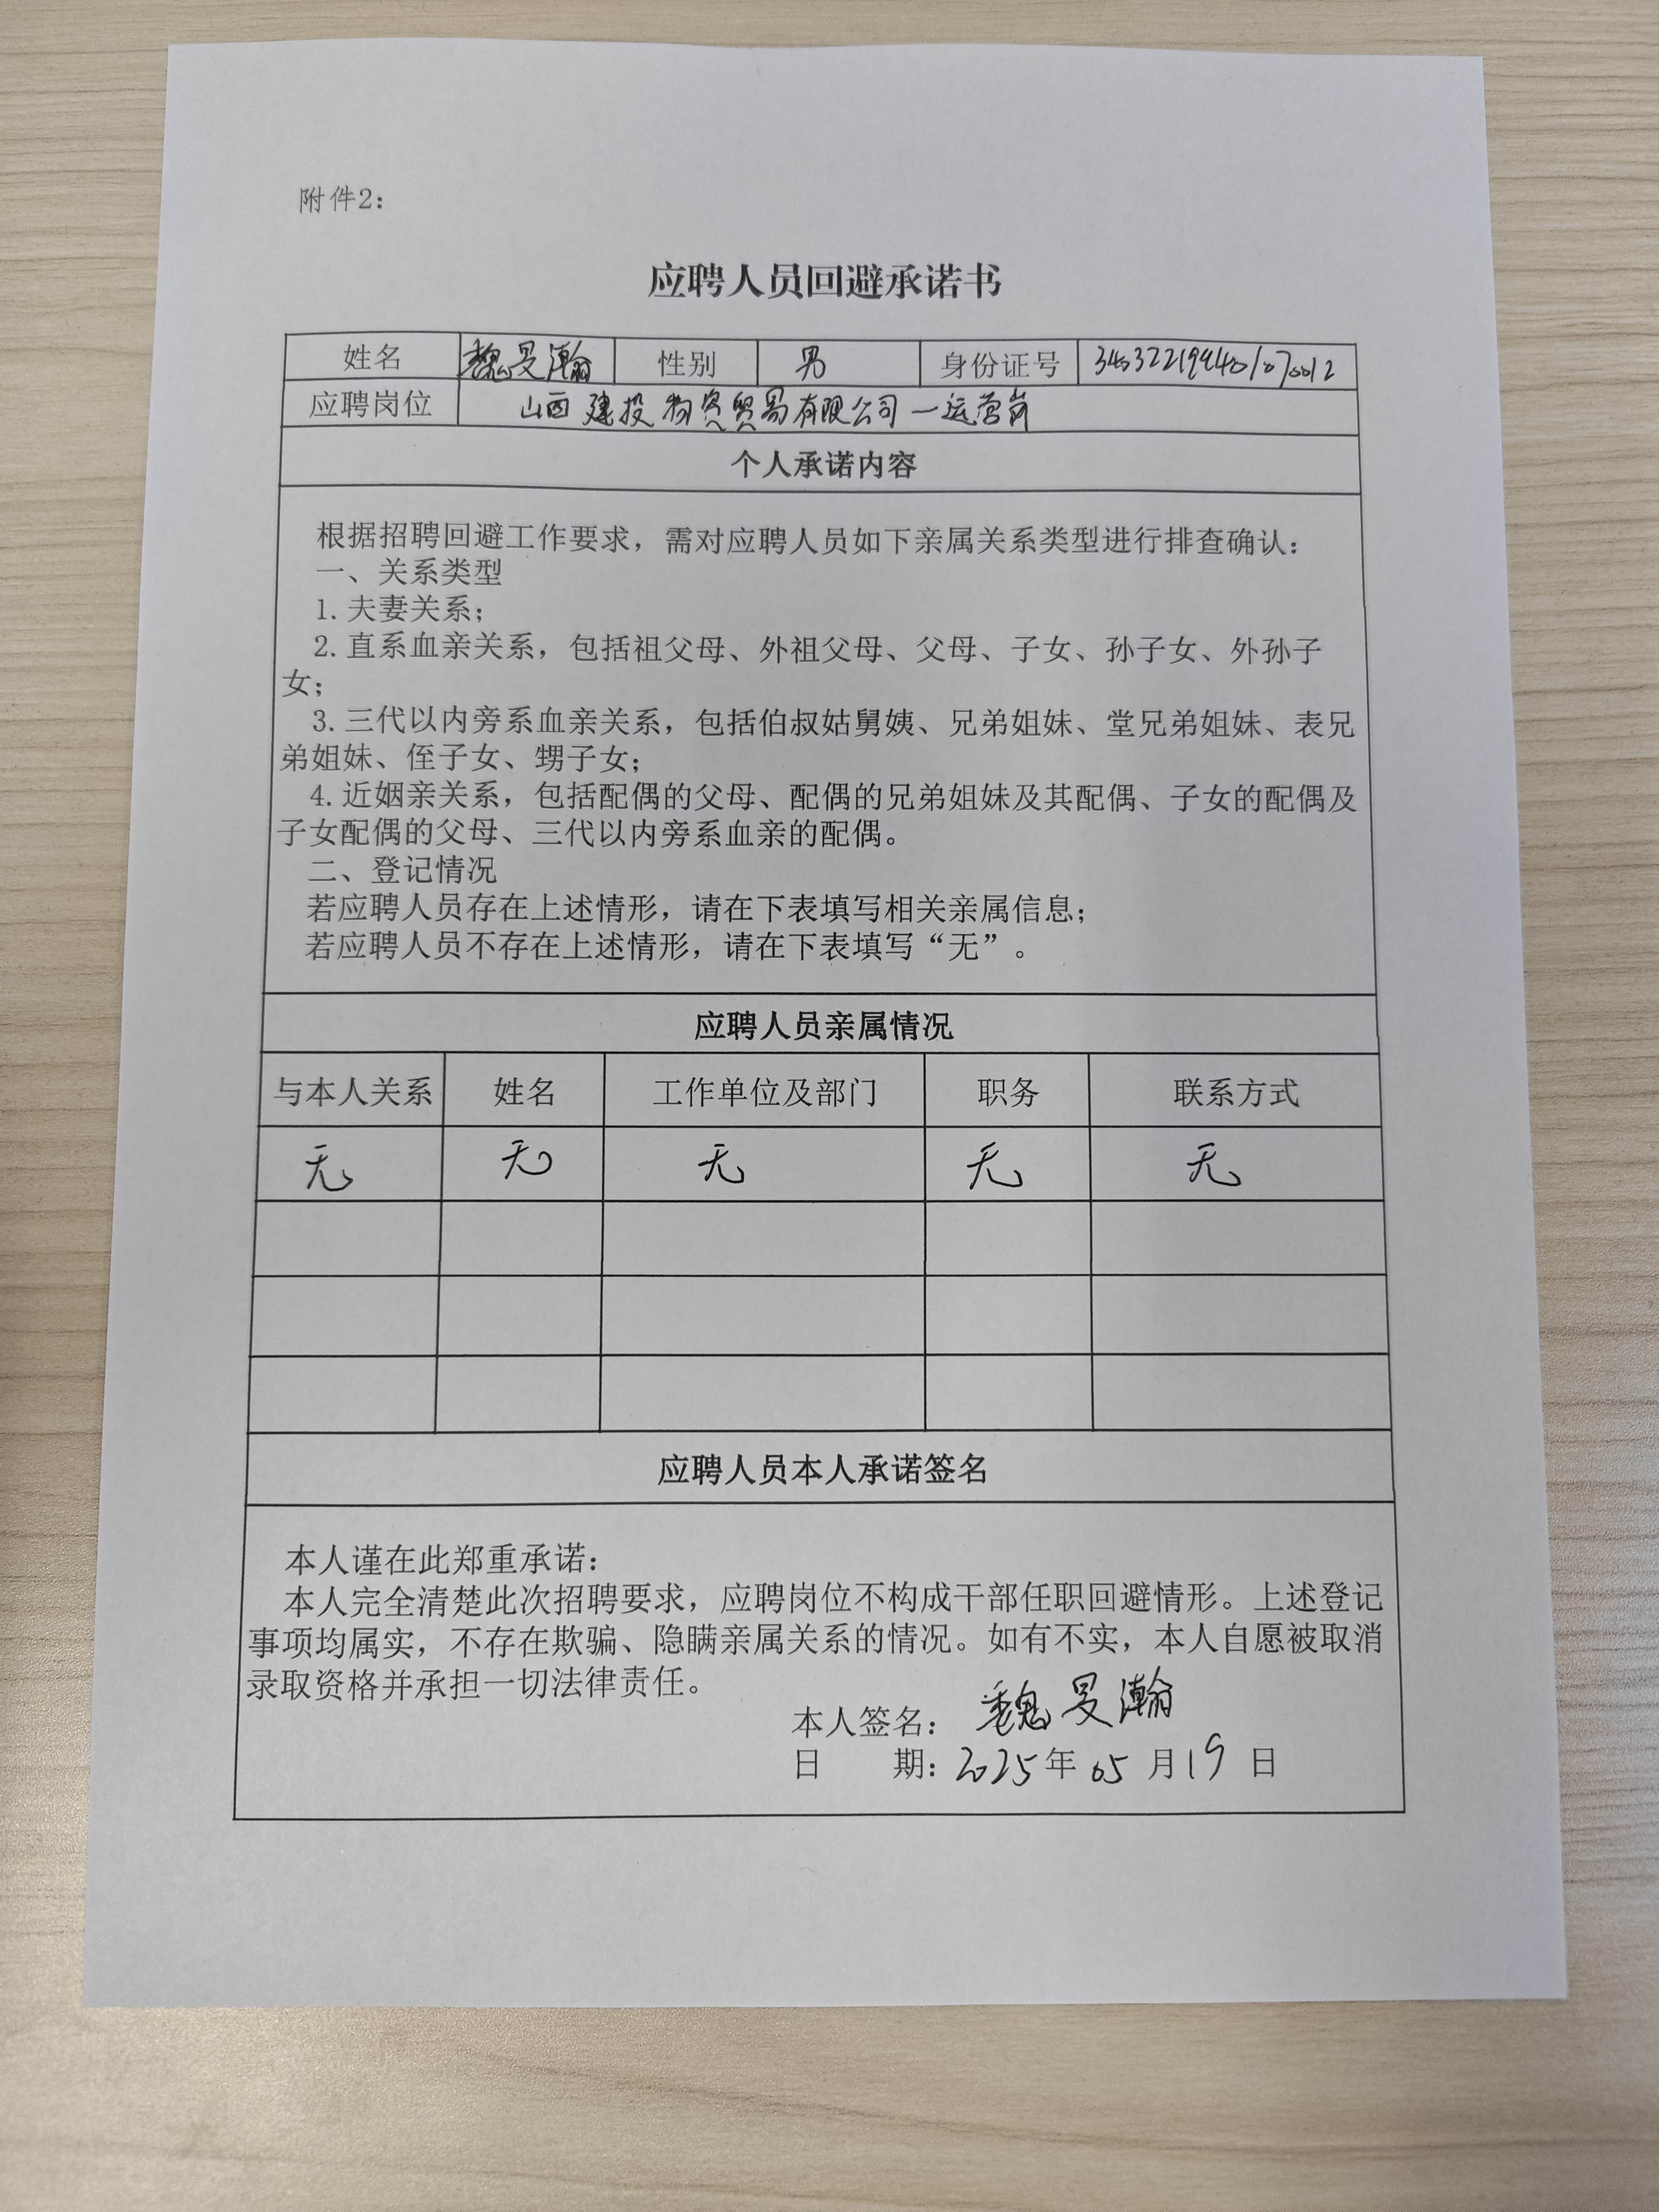 附件2：
应聘人员回避承诺书
姓名 魏旻瀚 性别 男 身份证号
应聘岗位 山西建投物资贸易有限公司—运营岗
个人承诺内容
根据招聘回避工作要求，需对应聘人员如下亲属关系类型进行排查确认：
一、关系类型
1.夫妻关系；
2.直系血亲关系，包括祖父母、外祖父母、父母、子女、孙子女、外孙子
女；
3.三代以内旁系血亲关系，包括伯叔姑舅姨、兄弟姐妹、堂兄弟姐妹、表兄
弟姐妹、侄子女、甥子女；
4.近姻亲关系，包括配偶的父母、配偶的兄弟姐妹及其配偶、子女的配偶及
子女配偶的父母、三代以内旁系血亲的配偶。
二、登记情况
若应聘人员存在上述情形，请在下表填写相关亲属信息；
若应聘人员不存在上述情形，请在下表填写“无”。
应聘人员亲属情况
与本人关系 姓名 工作单位及部门 职务 联系方式
无 无 无 无 无
应聘人员本人承诺签名
本人谨在此郑重承诺：
本人完全清楚此次招聘要求，应聘岗位不构成干部任职回避情形。上述登记
事项均属实，不存在欺骗、隐瞒亲属关系的情况。如有不实，本人自愿被取消
录取资格并承担一切法律责任。
本人签名： 魏旻瀚
日 期：2025年05月19日